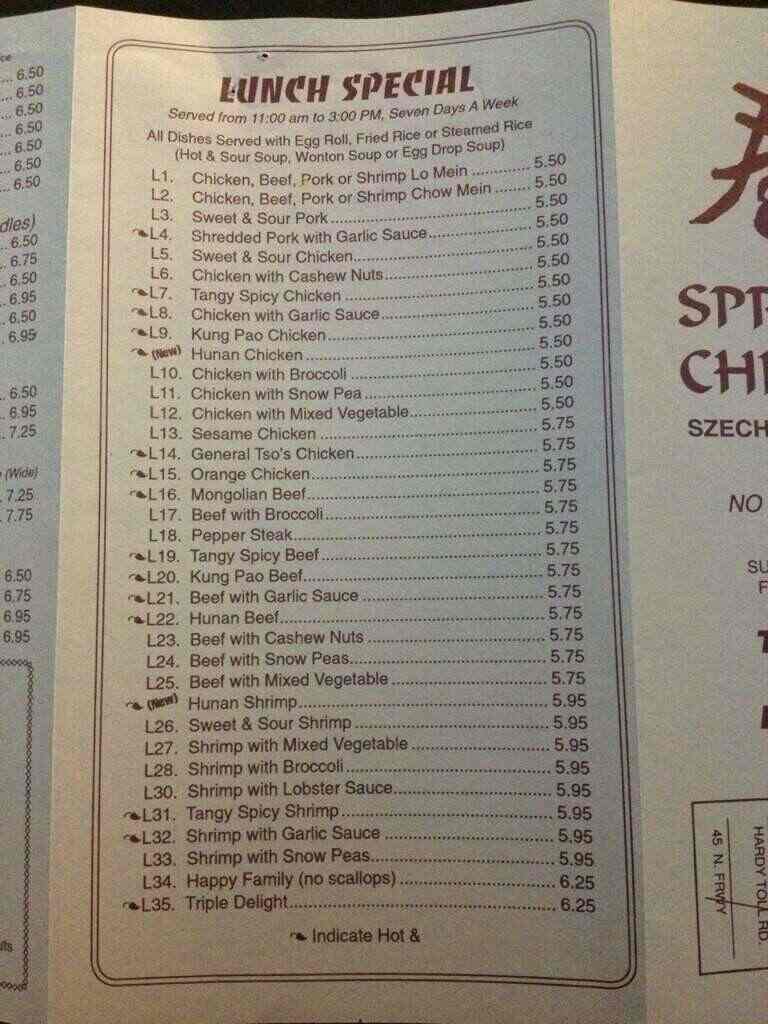 ce
... 6.50
... 6.50
... 6.50
... 6.50
... 6.50
... 6.50
... 6.50
dles)
.. 6.50
.. 6.75
.. 6.50
.. 6.95
.. 6.50
. 6.95
.. 6.50
.. 6.95
. 7.25
(Wide)
. 7.25
. 7.75
6.50
6.75
6.95
6.95
LUNCH SPECIAL
Served from 11:00 am to 3:00 PM, Seven Days A Week
All Dishes Served with Egg Roll, Fried Rice or Steamed Rice
(Hot & Sour Soup, Wonton Soup or Egg Drop Soup)
L1. Chicken, Beef, Pork or Shrimp Lo Mein ............. 5.50
L2. Chicken, Beef, Pork or Shrimp Chow Mein ........ 5.50
L3. Sweet & Sour Pork ............. 5.50
L4. Shredded Pork with Garlic Sauce ............. 5.50
L5. Sweet & Sour Chicken ............. 5.50
L6. Chicken with Cashew Nuts ............. 5.50
L7. Tangy Spicy Chicken ............. 5.50
L8. Chicken with Garlic Sauce ............. 5.50
L9. Kung Pao Chicken ............. 5.50
(New) Hunan Chicken ............. 5.50
L10. Chicken with Broccoli ............. 5.50
L11. Chicken with Snow Pea ............. 5.50
L12. Chicken with Mixed Vegetable ............. 5.50
L13. Sesame Chicken ............. 5.75
L14. General Tso's Chicken ............. 5.75
L15. Orange Chicken ............. 5.75
L16. Mongolian Beef ............. 5.75
L17. Beef with Broccoli ............. 5.75
L18. Pepper Steak ............. 5.75
L19. Tangy Spicy Beef ............. 5.75
L20. Kung Pao Beef ............. 5.75
L21. Beef with Garlic Sauce ............. 5.75
L22. Hunan Beef ............. 5.75
L23. Beef with Cashew Nuts ............. 5.75
L24. Beef with Snow Peas ............. 5.75
L25. Beef with Mixed Vegetable ............. 5.75
(New) Hunan Shrimp ............. 5.95
L26. Sweet & Sour Shrimp ............. 5.95
L27. Shrimp with Mixed Vegetable ............. 5.95
L28. Shrimp with Broccoli ............. 5.95
L30. Shrimp with Lobster Sauce ............. 5.95
L31. Tangy Spicy Shrimp ............. 5.95
L32. Shrimp with Garlic Sauce ............. 5.95
L33. Shrimp with Snow Peas ............. 5.95
L34. Happy Family (no scallops) ............. 6.25
L35. Triple Delight ............. 6.25
Indicate Hot &
SPR
CHI
SZECH
NO
SU
F
HARDY TOLL RD.
45 N. FRWY